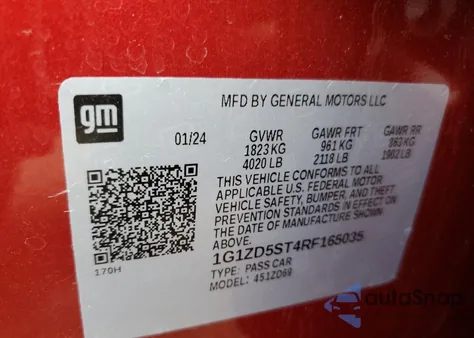 gm
MFD BY GENERAL MOTORS LLC
01/24 GVWR GAWR FRT GAWR RR
1823 KG 961 KG 863 KG
4020 LB 2118 LB 1902 LB
THIS VEHICLE CONFORMS TO ALL
APPLICABLE U.S. FEDERAL MOTOR
VEHICLE SAFETY, BUMPER, AND THEFT
PREVENTION STANDARDS IN EFFECT ON
THE DATE OF MANUFACTURE SHOWN
ABOVE.
1G1ZD5ST4RF165035
TYPE: PASS CAR
MODEL: 4S1ZD69
170H
autoSnap